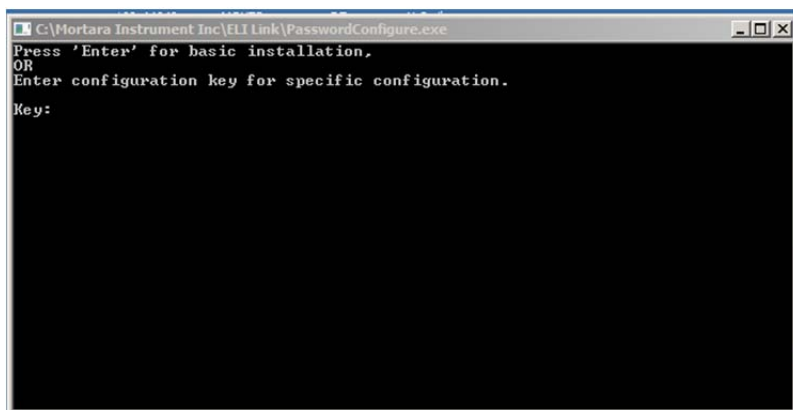 C:\Mortara Instrument Inc\ELI Link\PasswordConfigure.exe
Press 'Enter' for basic installation,
OR
Enter configuration key for specific configuration.
Key: